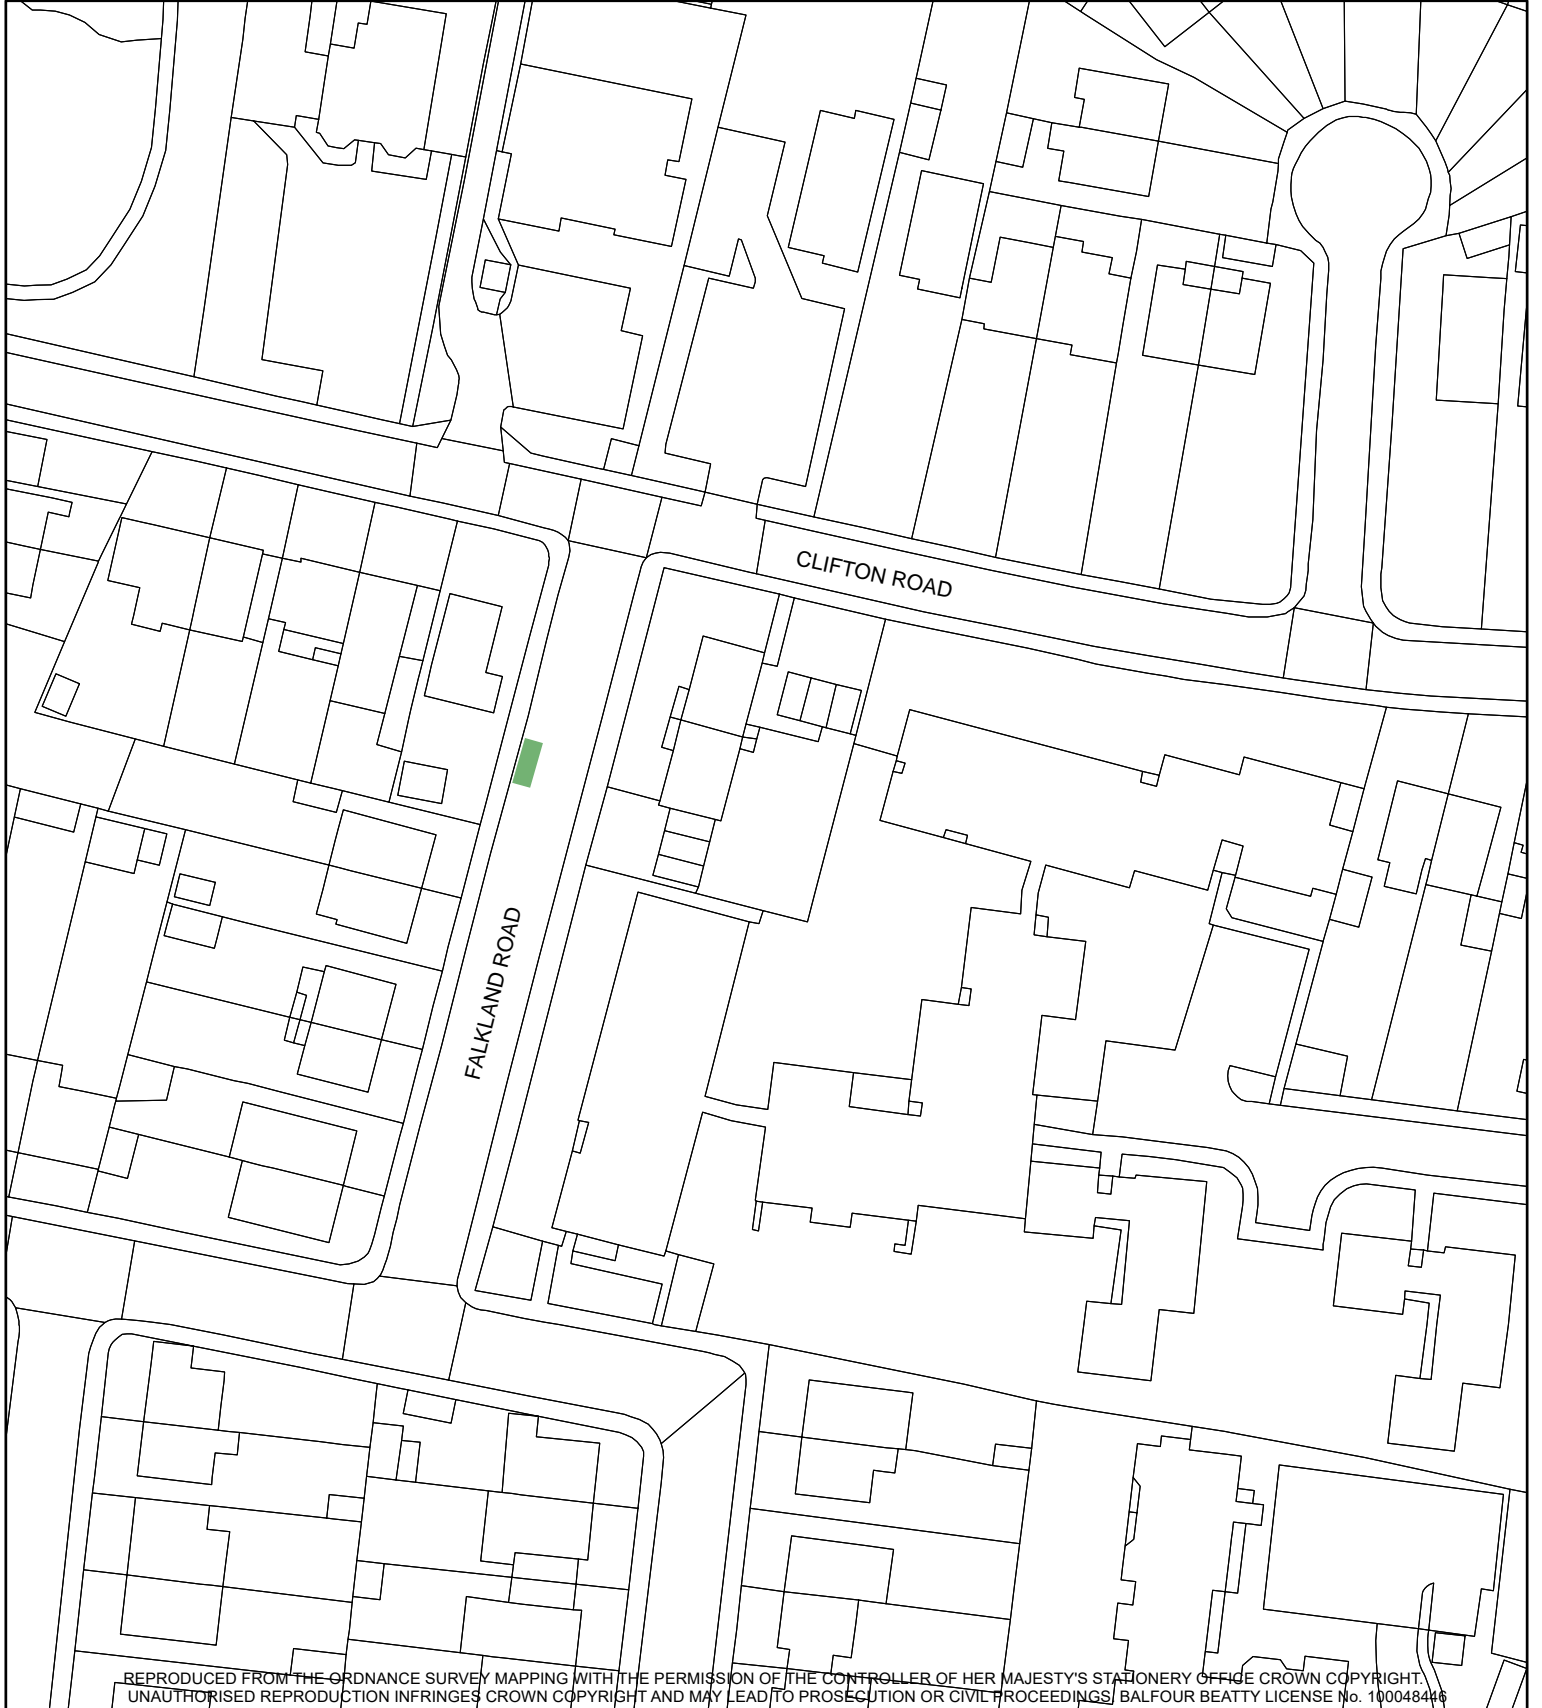 CLIFTON ROAD
FALKLAND ROAD
REPRODUCED FROM THE ORDNANCE SURVEY MAPPING WITH THE PERMISSION OF THE CONTROLLER OF HER MAJESTY'S STATIONERY OFFICE CROWN COPYRIGHT.
UNAUTHORISED REPRODUCTION INFRINGES CROWN COPYRIGHT AND MAY LEAD TO PROSECUTION OR CIVIL PROCEEDINGS, BALFOUR BEATTY LICENSE No. 100048446